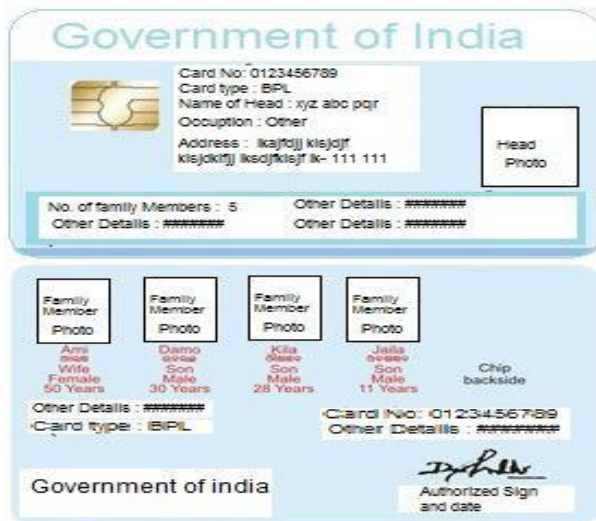 Government of India
Card No: 0123456789
Card type : BPL
Name of Head : xyz abc pqr
Occuption : Other
Address : lkajfdjj klsjdjf
klsjdkifjj lksdjfklsjf lk- 111 111
Head
Photo
No. of family Members : 5 Other Details : #######
Other Details : ####### Other Details : #######
Family Member Photo
Family Member Photo
Family Member Photo
Family Member Photo
Ami Damo Kila Jaila
Wife Son Son Son
Female Male Male Male
50 Years 30 Years 28 Years 11 Years
Chip
backside
Other Details : #######
Card type : BPL
Card No: 0123456789
Other Details : #######
Government of india
Authorized Sign
and date